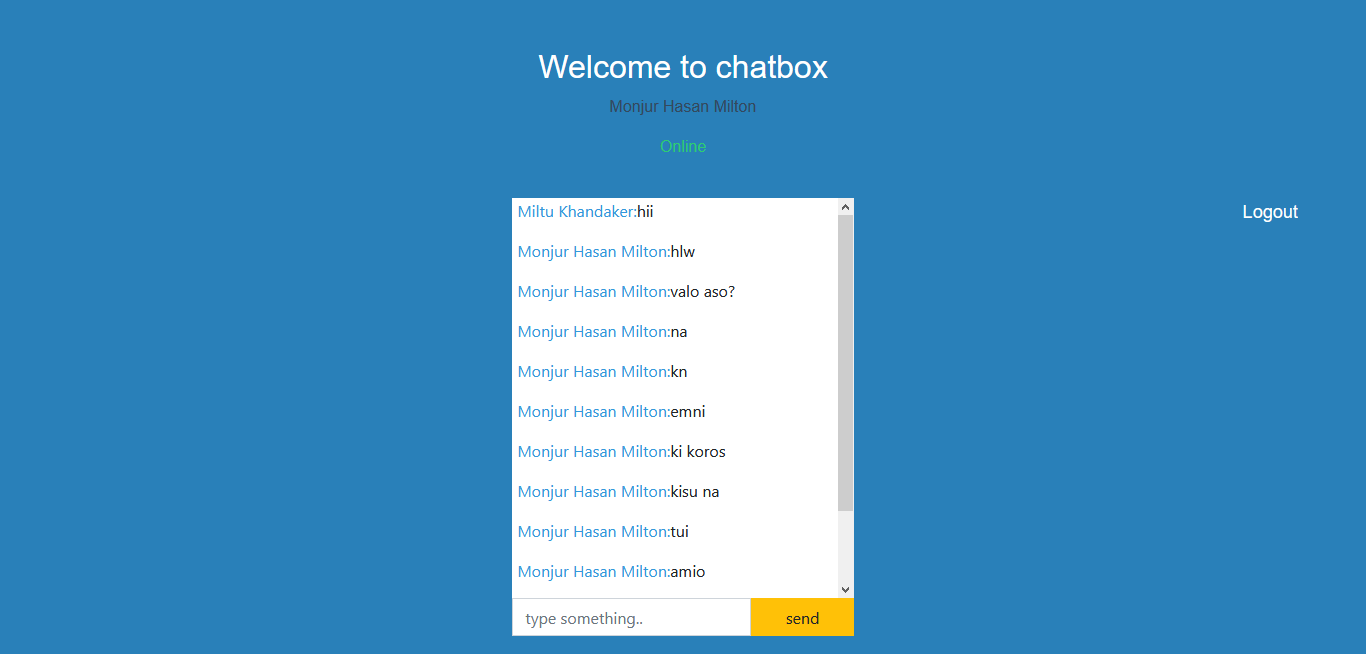 Welcome to chatbox
Monjur Hasan Milton
Online
Logout
Miltu Khandaker:hii
Monjur Hasan Milton:hlw
Monjur Hasan Milton:valo aso?
Monjur Hasan Milton:na
Monjur Hasan Milton:kn
Monjur Hasan Milton:emni
Monjur Hasan Milton:ki koros
Monjur Hasan Milton:kisu na
Monjur Hasan Milton:tui
Monjur Hasan Milton:amio
type something..
send